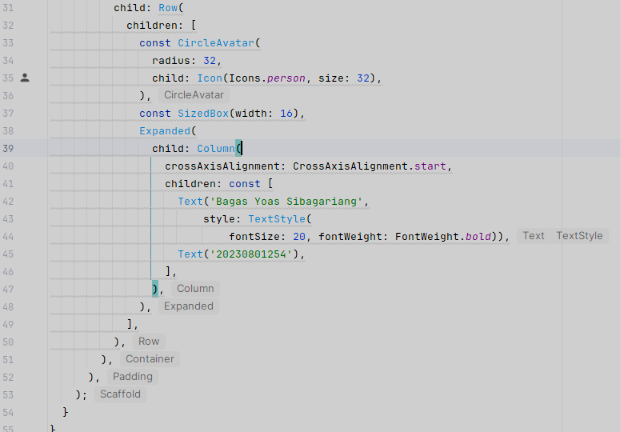 31 child: Row(
32 children: [
33 const CircleAvatar(
34 radius: 32,
35 child: Icon(Icons.person, size: 32),
36 ), CircleAvatar
37 const SizedBox(width: 16),
38 Expanded(
39 child: Column(
40 crossAxisAlignment: CrossAxisAlignment.start,
41 children: const [
42 Text('Bagas Yoas Sibagariang',
43 style: TextStyle(
44 fontSize: 20, fontWeight: FontWeight.bold)), Text TextStyle
45 Text('20230801254'),
46 ],
47 ), Column
48 ), Expanded
49 ],
50 ), Row
51 ), Container
52 ), Padding
53 ); Scaffold
54 }
55 }